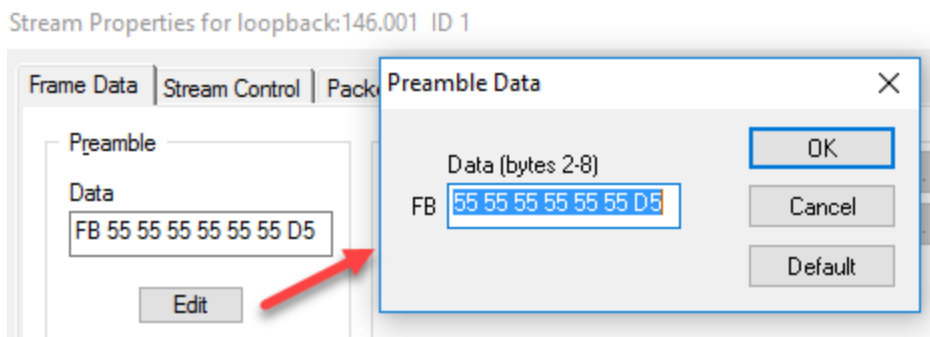 Stream Properties for loopback:146.001 ID 1
Frame Data
Stream Control
Preamble
Data
FB 55 55 55 55 55 55 D5
Edit
Preamble Data
Data (bytes 2-8)
FB 55 55 55 55 55 55 D5
OK
Cancel
Default